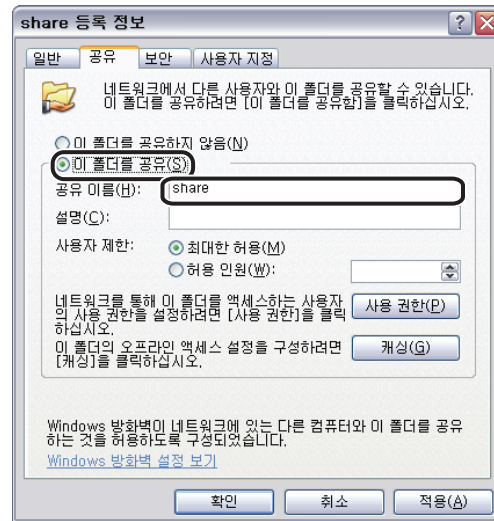 share 등록 정보
일반 공유 보안 사용자 지정
네트워크에서 다른 사용자와 이 폴더를 공유할 수 있습니다.
이 폴더를 공유하려면 [이 폴더를 공유함]을 클릭하십시오.
이 폴더를 공유하지 않음(N)
이 폴더를 공유(S)
공유 이름(H): share
설명(C):
사용자 제한: 최대한 허용(M)
허용 인원(W):
네트워크를 통해 이 폴더를 액세스하는 사용자
의 사용 권한을 설정하려면 [사용 권한]을 클릭
하십시오.
사용 권한(P)
이 폴더의 오프라인 액세스 설정을 구성하려면
[캐싱]을 클릭하십시오.
캐싱(G)
Windows 방화벽이 네트워크에 있는 다른 컴퓨터와 이 폴더를 공유
하는 것을 허용하도록 구성되었습니다.
Windows 방화벽 설정 보기
확인 취소 적용(A)